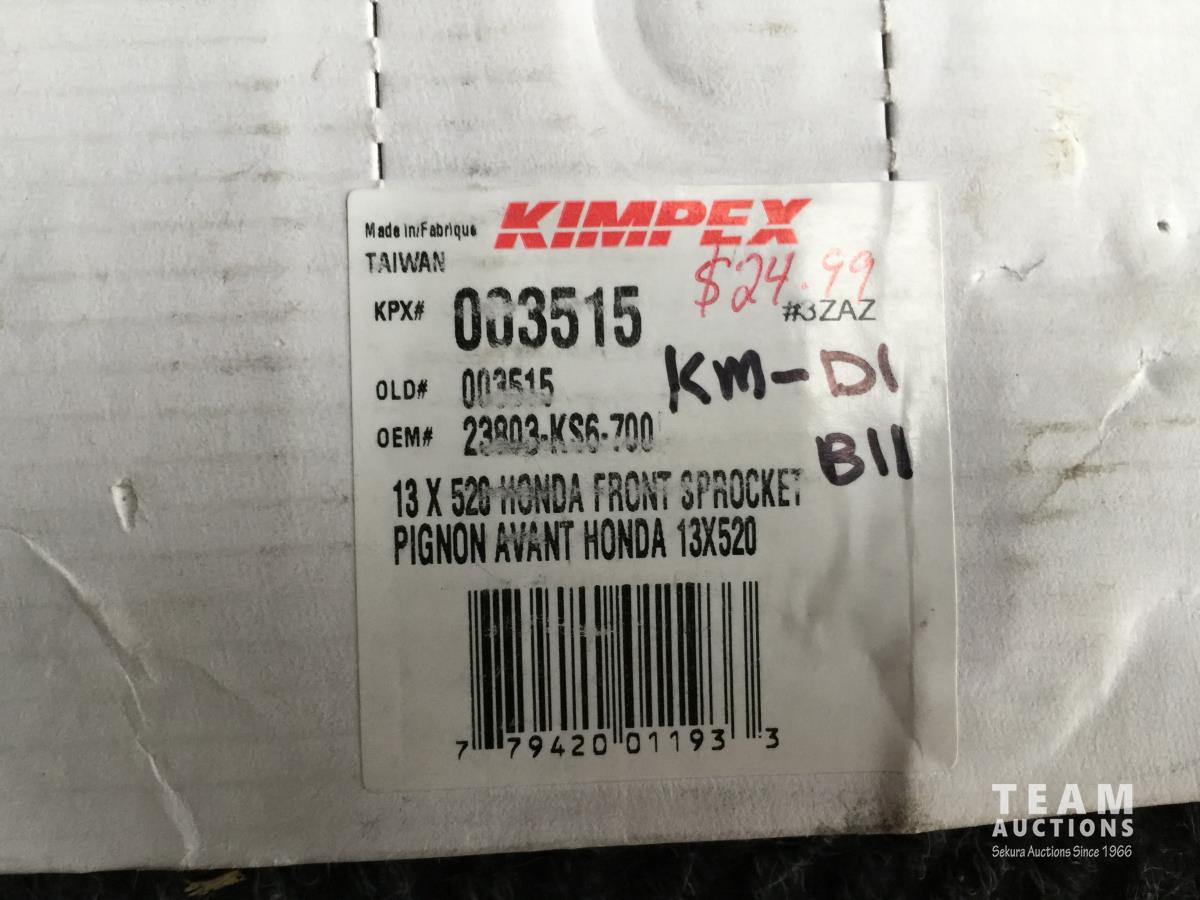 Made in/Fabrique
TAIWAN
KIMPEX
$24.99
#3ZAZ
KPX# 003515
OLD# 003515
KM-D1
B11
OEM# 23803-KS6-700
13 X 520 HONDA FRONT SPROCKET
PIGNON AVANT HONDA 13X520
7 79420 01193 3
TEAM
AUCTIONS
Sekura Auctions Since 1966